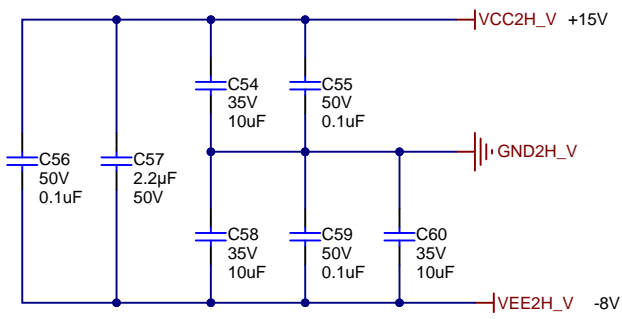 VCC2H_V +15V
C54
35V
10uF
C55
50V
0.1uF
C56
50V
0.1uF
C57
2.2µF
50V
GND2H_V
C58
35V
10uF
C59
50V
0.1uF
C60
35V
10uF
VEE2H_V -8V